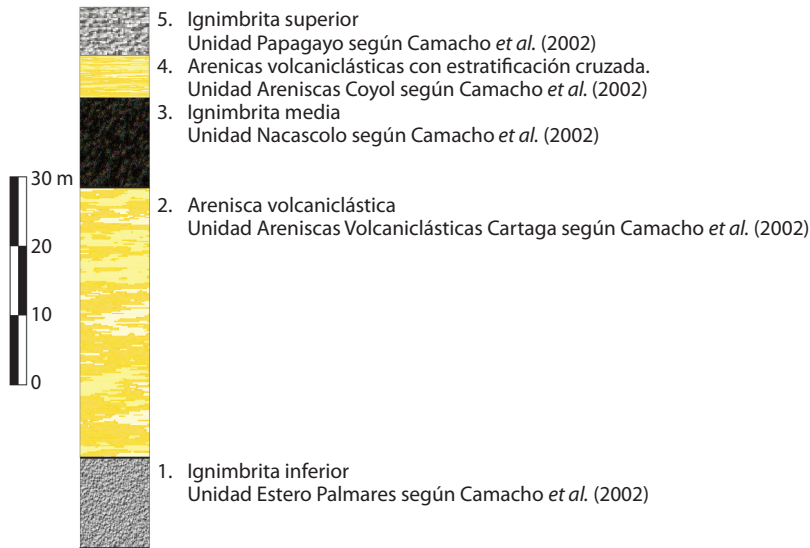 5. Ignimbrita superior
Unidad Papagayo según Camacho et al. (2002)
4. Arenicas volcaniclásticas con estratificación cruzada.
Unidad Areniscas Coyol según Camacho et al. (2002)
3. Ignimbrita media
Unidad Nacascolo según Camacho et al. (2002)
30 m
2. Arenisca volcaniclástica
Unidad Areniscas Volcaniclásticas Cartaga según Camacho et al. (2002)
20
10
0
1. Ignimbrita inferior
Unidad Estero Palmares según Camacho et al. (2002)